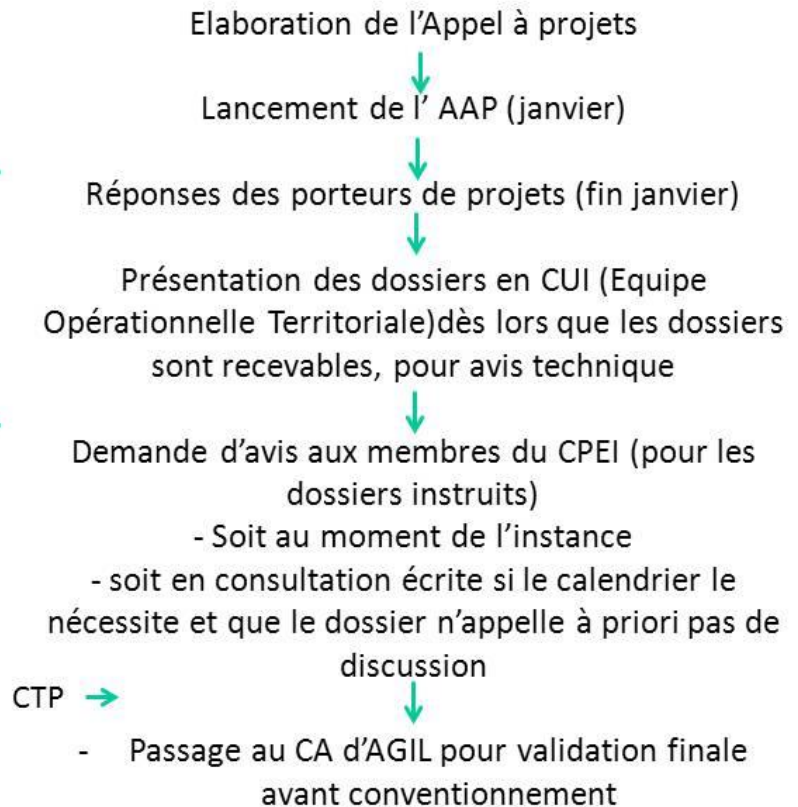 Elaboration de l'Appel à projets
Lancement de l' AAP (janvier)
Réponses des porteurs de projets (fin janvier)
Présentation des dossiers en CUI (Equipe
Opérationnelle Territoriale)dès lors que les dossiers
sont recevables, pour avis technique
Demande d'avis aux membres du CPEI (pour les
dossiers instruits)
- Soit au moment de l'instance
- soit en consultation écrite si le calendrier le
nécessite et que le dossier n'appelle à priori pas de
discussion
CTP
- Passage au CA d'AGIL pour validation finale
avant conventionnement